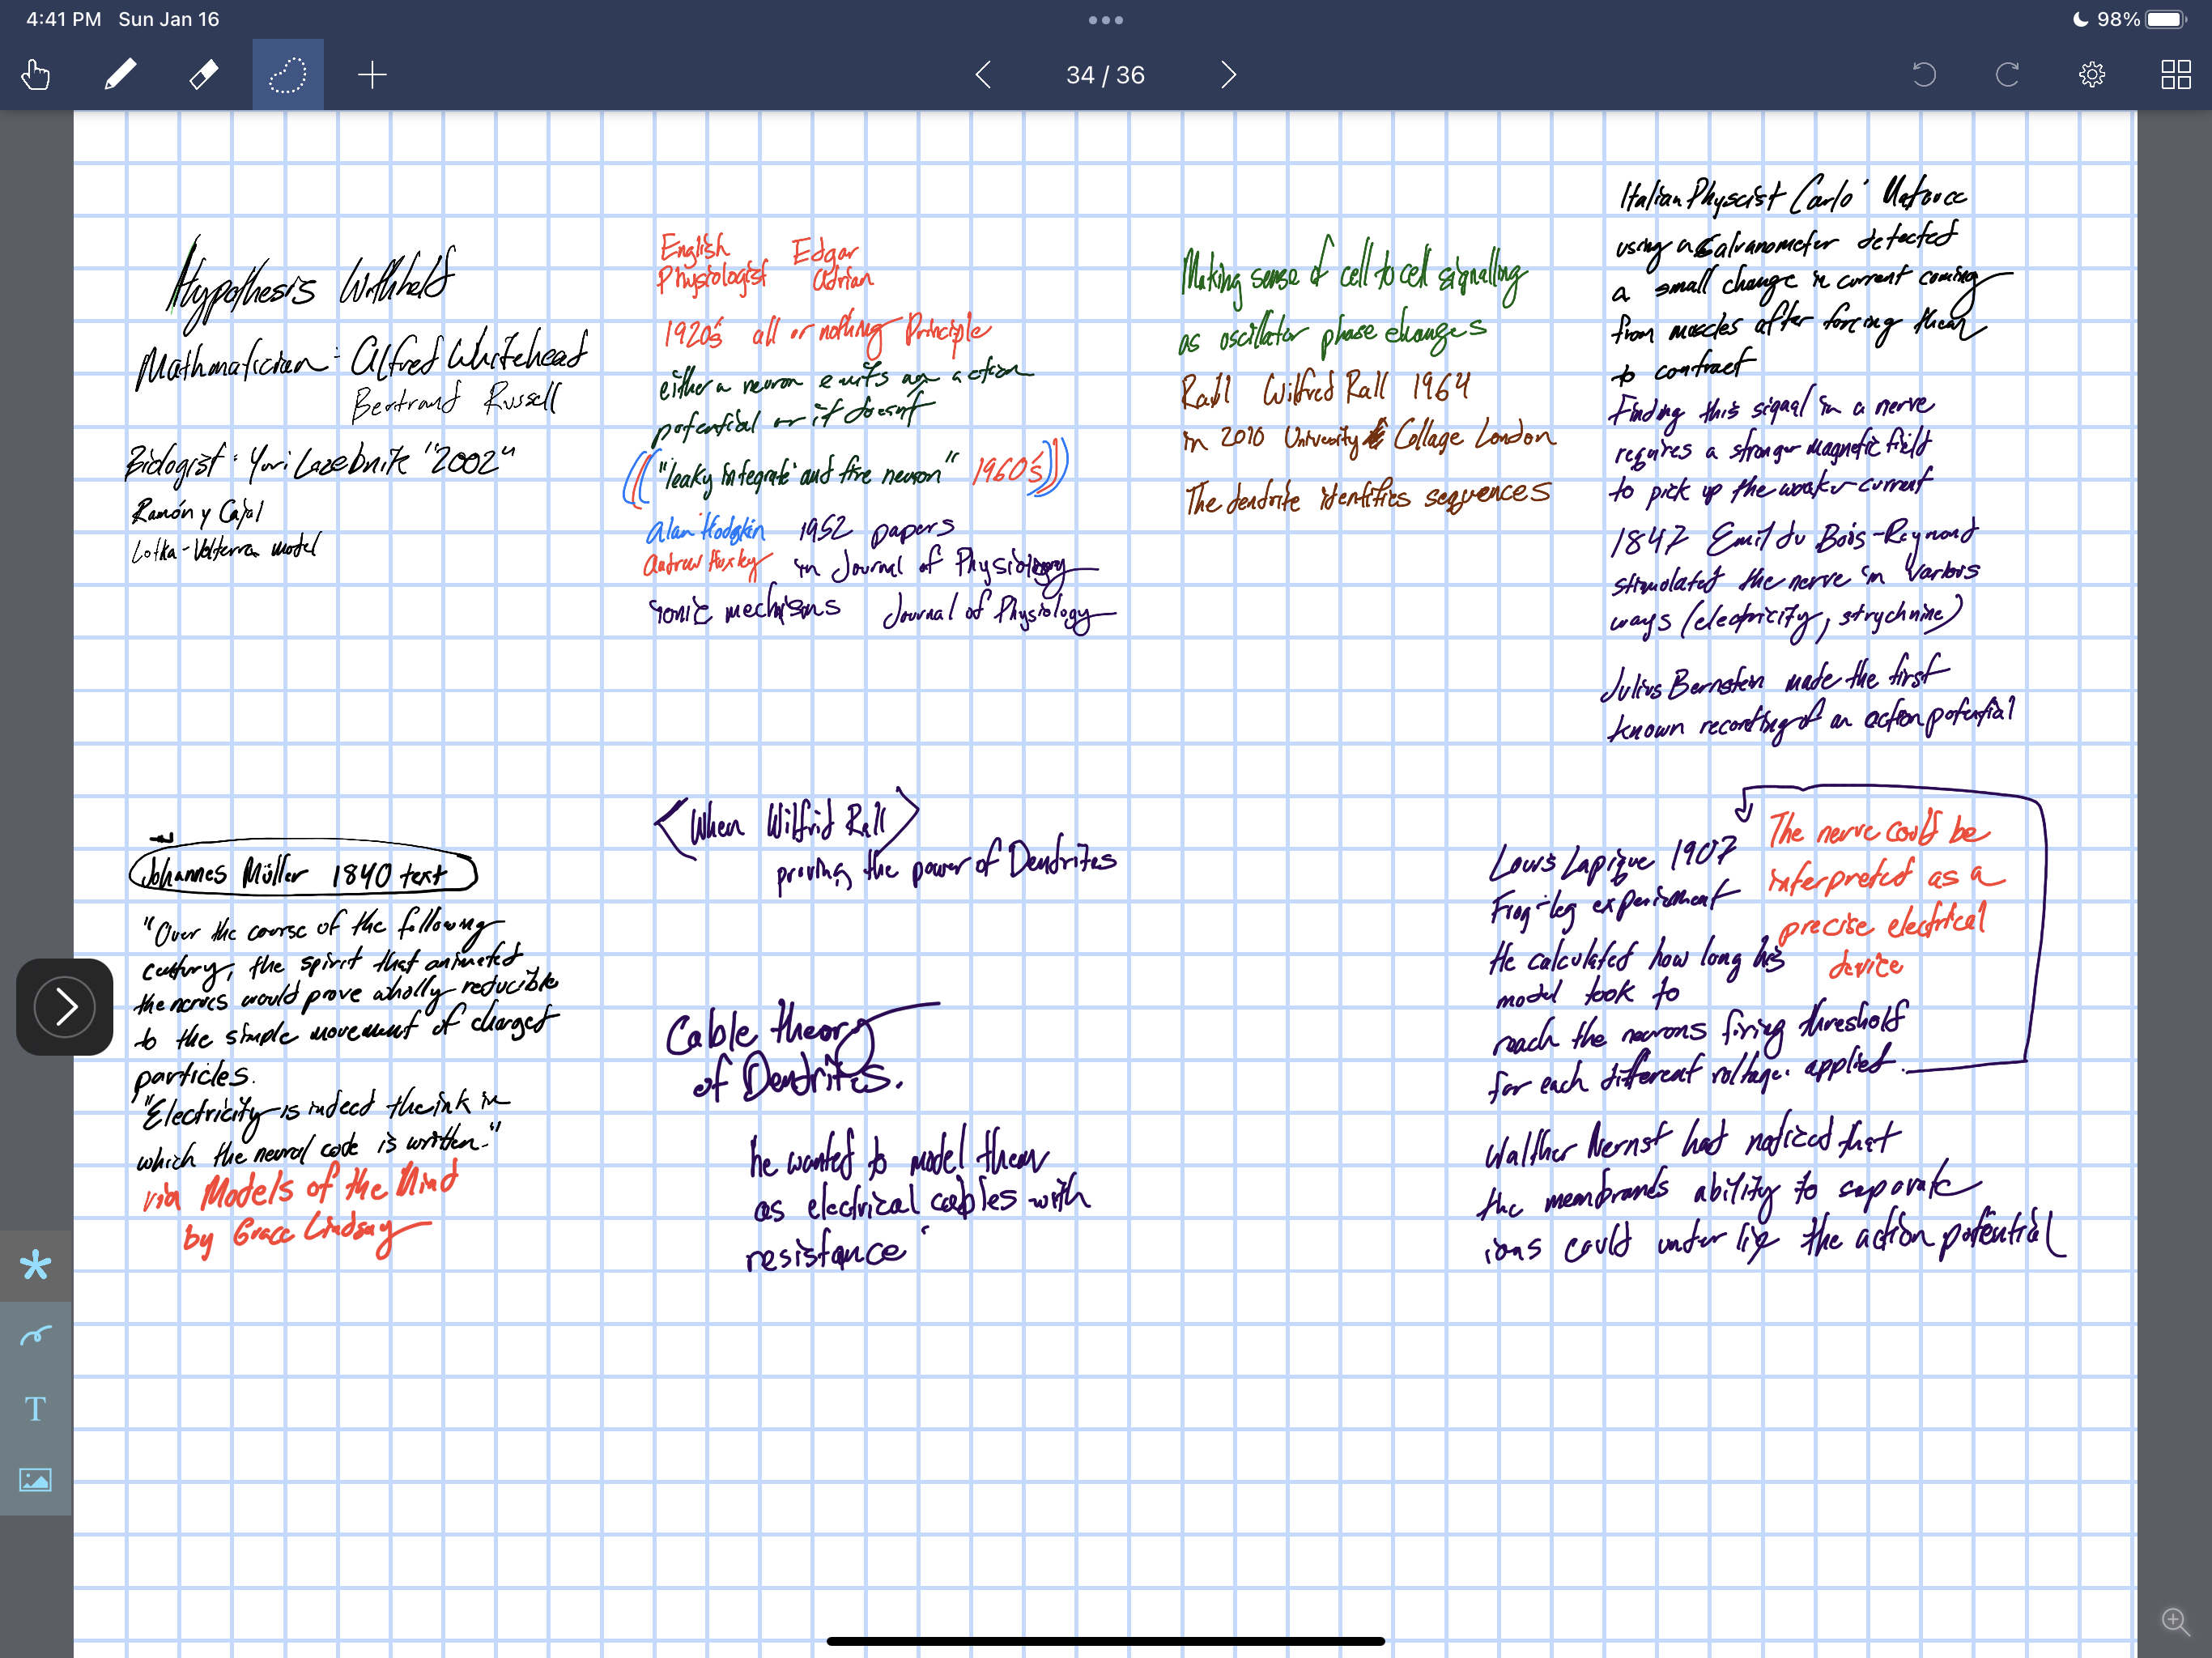 4:41 PM Sun Jan 16
98%
34 / 36
Hypothesis Withheld
Mathmatician: Alfred Whitehead
Bertrand Russell
Biologist: Yuri Lazebnik "2002"
Ramón y Cajal
Lotka-Volterra model
English Edgar
Physiologist Adrian
1920's all or nothing Principle
either a neuron emits an action
potential or it doesnt
"leaky integrate and fire neuron" 1960's
Alan Hodgkin 1952 papers
Andrew Huxley in Journal of Physiology
ionic mechisms Journal of Physiology
Making sense of cell to cell signalling
as oscillator phase changes
Rall Wilfred Rall 1964
in 2010 University Collage London
The dendrite identifies sequences
Italian Physcist Carlo
using a Galvanometer detected
a small change in current coming
from muscles after forcing them
to contract
Finding this signal in a nerve
requires a stronger magnetic field
to pick up the weaker current
1847 Emil du Bois-Reymond
stimulated the nerve in various
ways (electricity, strychnine)
Julius Bernstein made the first
known recording of an action potential
Johannes Müller 1840 text
"Over the course of the following
century, the spirit that animated
the nerves would prove wholly reducible
to the simple movement of charged
particles.
"Electricity is indeed the ink in
which the neural code is written."
via Models of the Mind
by Grace Lindsay
When Wilfrid Rall
proving the power of Dendrites
Cable theory
of Dendrites.
he wanted to model them
as electrical cables with
resistance
Louis Lapique 1907
Frog-leg experiment
He calculated how long his
model took to
reach the neurons firing threshold
for each different voltage applied.
The nerve could be
interpreted as a
precise electrical
device
Walther Nernst had noticed that
the membranes ability to separate
ions could under lie the action potential
T